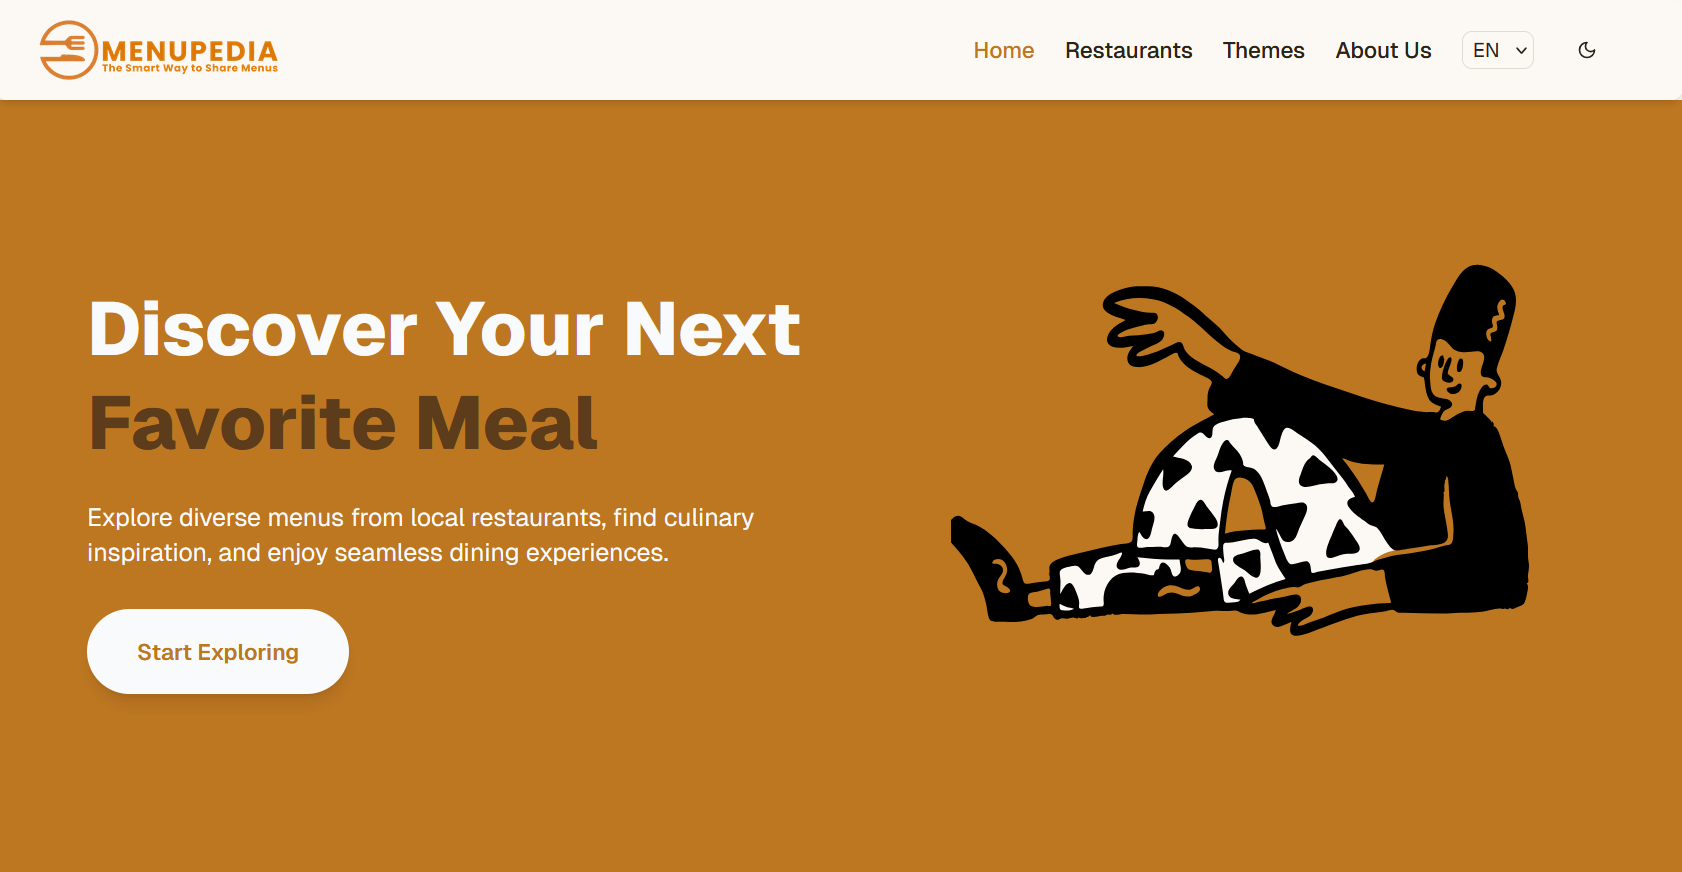 MENUPEDIA
The Smart Way to Share Menus
Home Restaurants Themes About Us EN
Discover Your Next
Favorite Meal
Explore diverse menus from local restaurants, find culinary
inspiration, and enjoy seamless dining experiences.
Start Exploring